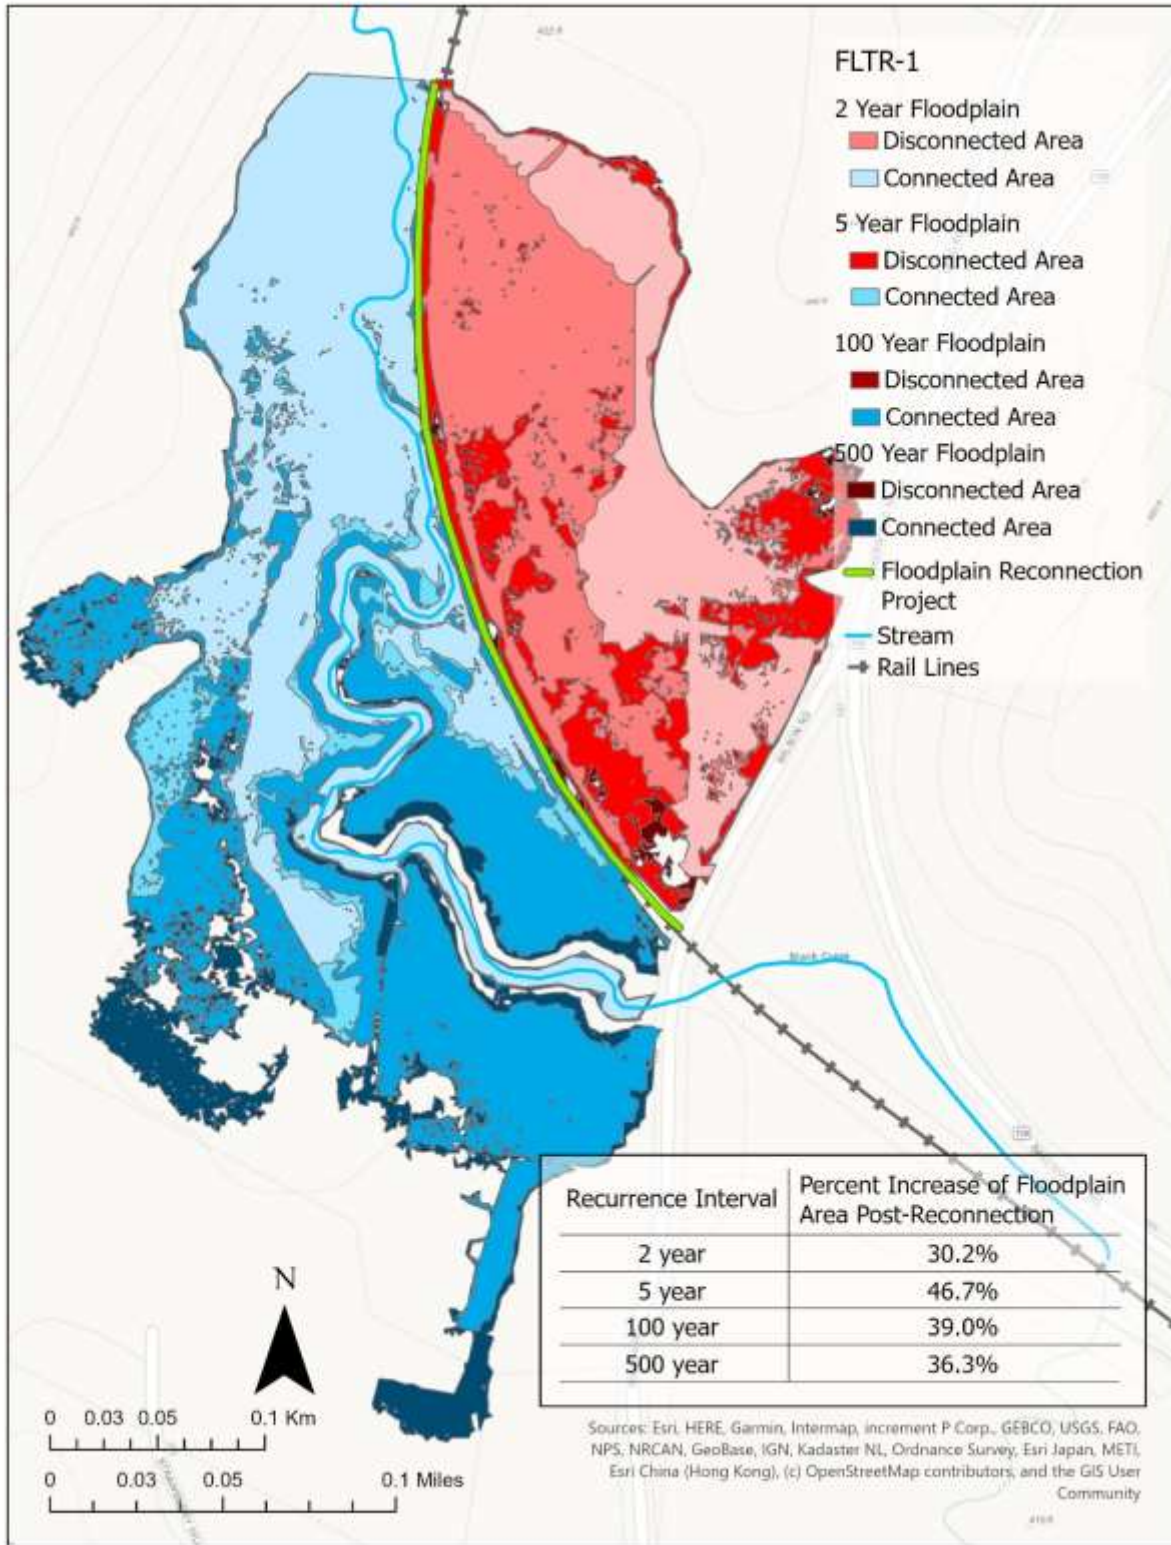 FLTR-1
2 Year Floodplain
Disconnected Area
Connected Area
5 Year Floodplain
Disconnected Area
Connected Area
100 Year Floodplain
Disconnected Area
Connected Area
500 Year Floodplain
Disconnected Area
Connected Area
Floodplain Reconnection
Project
Stream
Rail Lines
Recurrence Interval
Percent Increase of Floodplain
Area Post-Reconnection
2 year 30.2%
5 year 46.7%
100 year 39.0%
500 year 36.3%
N
0 0.03 0.05 0.1 Km
0 0.03 0.05 0.1 Miles
Sources: Esri, HERE, Garmin, Intermap, increment P Corp., GEBCO, USGS, FAO,
NPS, NRCAN, GeoBase, IGN, Kadaster NL, Ordnance Survey, Esri Japan, METI,
Esri China (Hong Kong), (c) OpenStreetMap contributors, and the GIS User
Community